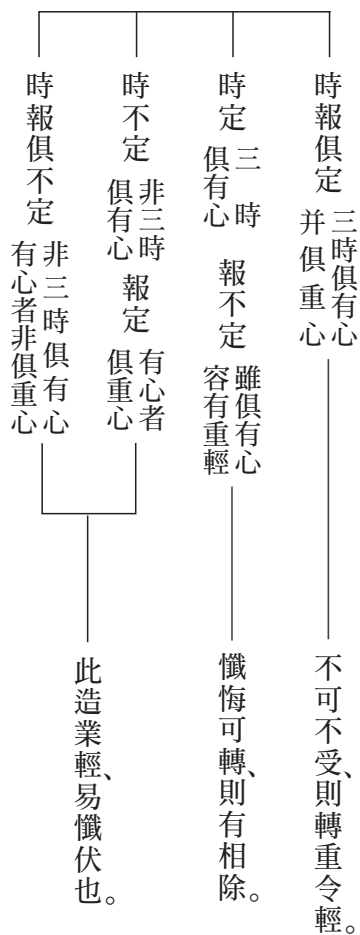 時報俱定 三時俱有心 并俱重心 不可不受、則轉重令輕。
時定 三時 俱有心 報不定 雖俱有心 容有重輕 懺悔可轉、則有相除。
時不定 非三時 俱有心 報定 有心者 俱重心
時報俱不定 非三時俱有心 有心者非俱重心
此造業輕、易懺伏也。